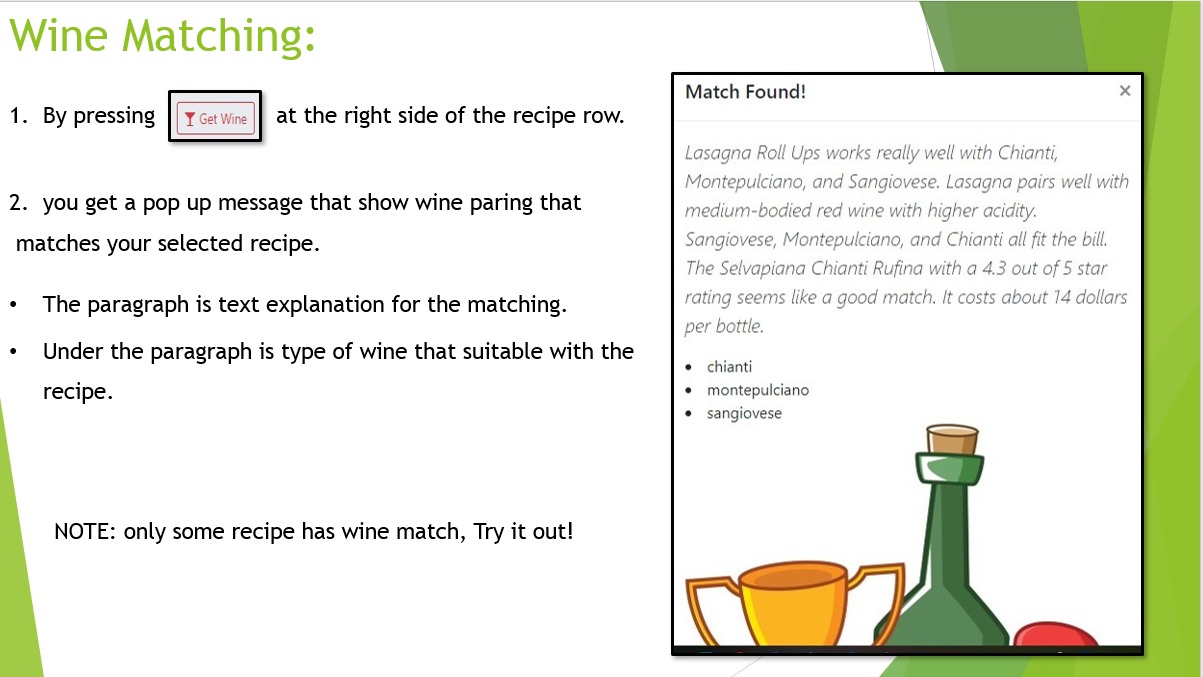 Wine Matching:
1. By pressing Get Wine at the right side of the recipe row.
2. you get a pop up message that show wine paring that
matches your selected recipe.
• The paragraph is text explanation for the matching.
• Under the paragraph is type of wine that suitable with the
recipe.
NOTE: only some recipe has wine match, Try it out!
Match Found! ×
Lasagna Roll Ups works really well with Chianti,
Montepulciano, and Sangiovese. Lasagna pairs well with
medium-bodied red wine with higher acidity.
Sangiovese, Montepulciano, and Chianti all fit the bill.
The Selvapiana Chianti Rufina with a 4.3 out of 5 star
rating seems like a good match. It costs about 14 dollars
per bottle.
• chianti
• montepulciano
• sangiovese